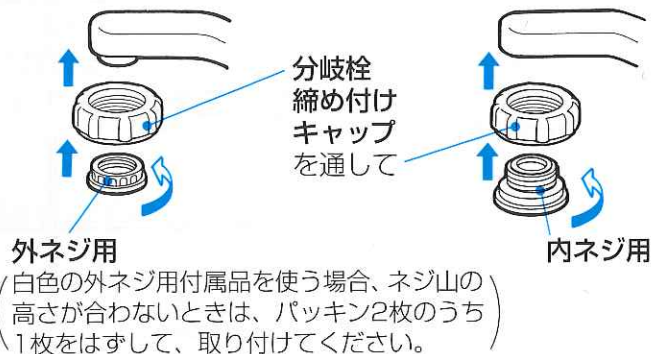 分岐栓
締め付け
キャップ
を通して
外ネジ用
内ネジ用
(白色の外ネジ用付属品を使う場合、ネジ山の
高さが合わないときは、パッキン2枚のうち
1枚をはずして、取り付けてください。)